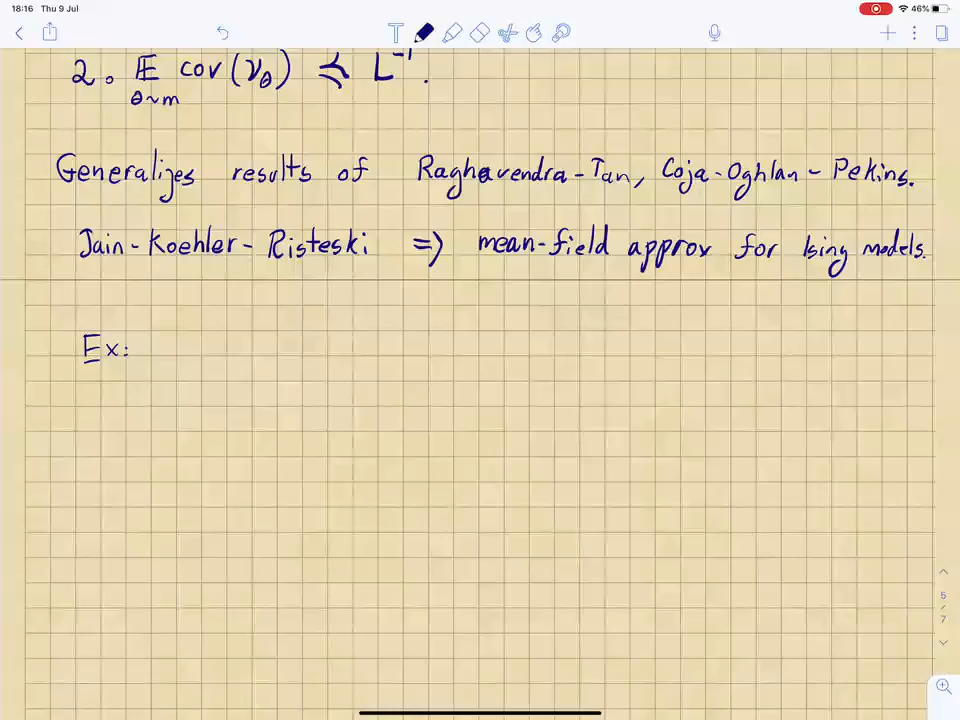 18:16 Thu 9 Jul 46%
2. 𝔼 cov(ν_θ) ≼ L⁻¹.
θ~m
Generalizes results of Raghavendra-Tan, Coja-Oghlan-Pekins.
Jain-Koehler-Risteski => mean-field approx for Ising models.
Ex:
5
/
7